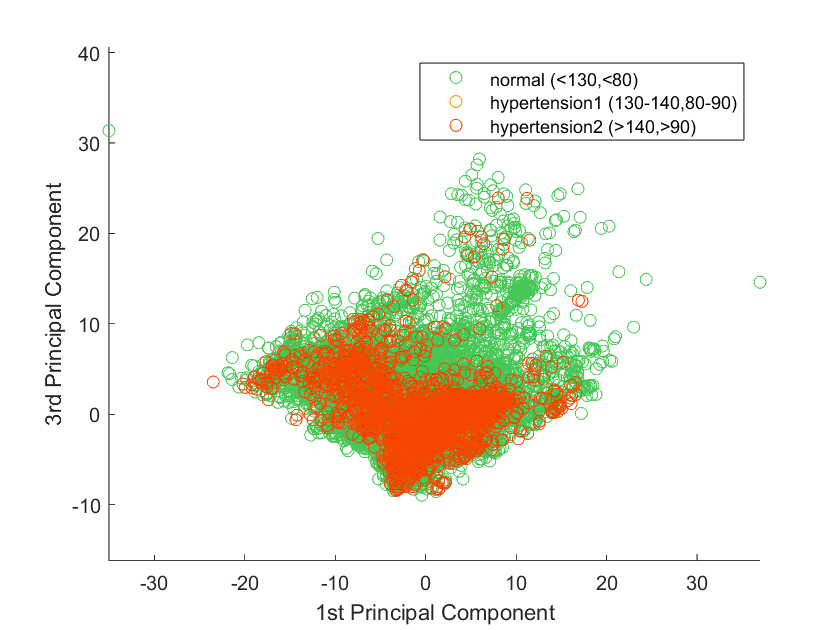 40
30
20
10
0
-10
3rd Principal Component
normal (<130,<80)
hypertension1 (130-140,80-90)
hypertension2 (>140,>90)
-30
-20
-10
0
10
20
30
1st Principal Component